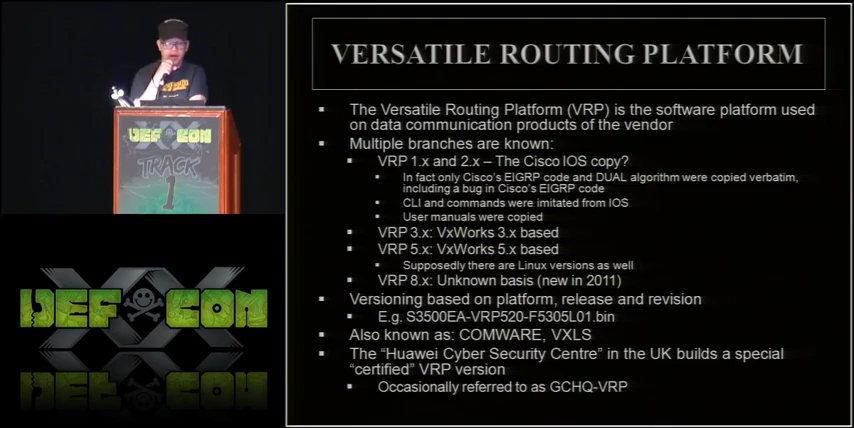 DEF CON
TRACK
1
DEF CON
VERSATILE ROUTING PLATFORM
The Versatile Routing Platform (VRP) is the software platform used
on data communication products of the vendor
Multiple branches are known:
VRP 1.x and 2.x – The Cisco IOS copy?
In fact only Cisco's EIGRP code and DUAL algorithm were copied verbatim,
including a bug in Cisco's EIGRP code
CLI and commands were imitated from IOS
User manuals were copied
VRP 3.x: VxWorks 3.x based
VRP 5.x: VxWorks 5.x based
Supposedly there are Linux versions as well
VRP 8.x: Unknown basis (new in 2011)
Versioning based on platform, release and revision
E.g. S3500EA-VRP520-F5305L01.bin
Also known as: COMWARE, VXLS
The “Huawei Cyber Security Centre” in the UK builds a special
“certified” VRP version
Occasionally referred to as GCHQ-VRP